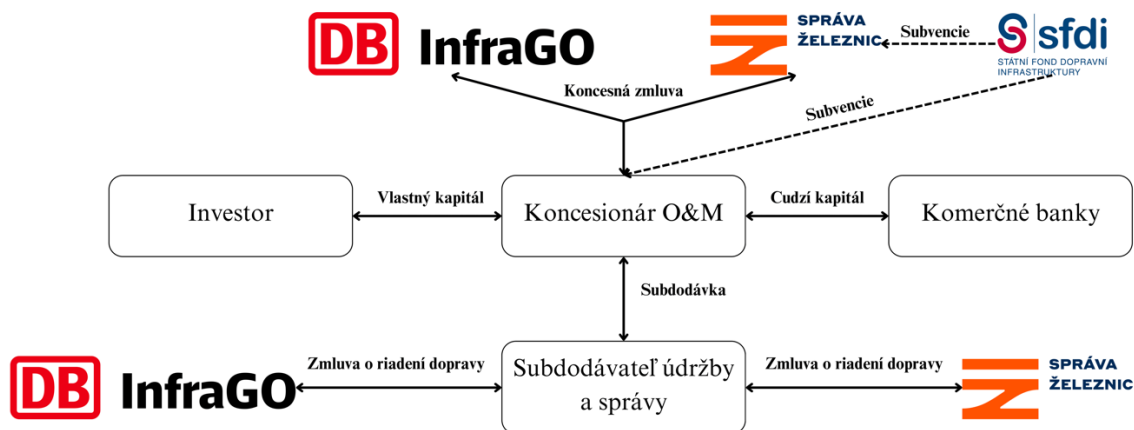 DB InfraGO
SPRÁVA
ŽELEZNIC
Subvencie
sfdi
STÁTNÍ FOND DOPRAVNÍ
INFRASTRUKTURY
Koncesná zmluva
Subvencie
Investor
Vlastný kapitál
Koncesionár O&M
Cudzí kapitál
Komerčné banky
Subdodávka
DB InfraGO
Zmluva o riadení dopravy
Subdodávateľ údržby
a správy
Zmluva o riadení dopravy
SPRÁVA
ŽELEZNIC